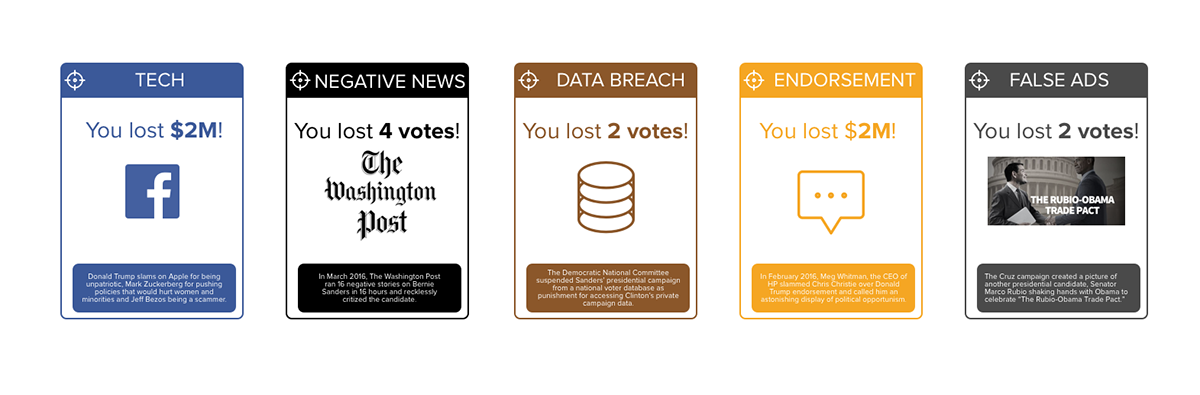 TECH
You lost $2M!
Donald Trump slams on Apple for being
unpatriotic, Mark Zuckerberg for pushing
policies that would hurt women and
minorities and Jeff Bezos being a scammer.
NEGATIVE NEWS
You lost 4 votes!
The
Washington
Post
In March 2016, The Washington Post
ran 16 negative stories on Bernie
Sanders in 16 hours and recklessly
critized the candidate.
DATA BREACH
You lost 2 votes!
The Democratic National Committee
suspended Sanders' presidential campaign
from a national voter database as
punishment for accessing Clinton's private
campaign data.
ENDORSEMENT
You lost $2M!
In February 2016, Meg Whitman, the CEO of
HP slammed Chris Christie over Donald
Trump endorsement and called him an
astonishing display of political opporturism.
FALSE ADS
You lost 2 votes!
THE RUBIO-OBAMA
TRADE PACT
The Cruz campaign created a picture of
another presidential candidate, Senator
Marco Rubio shaking hands with Obama to
celebrate "The Rubio-Obama Trade Pact."